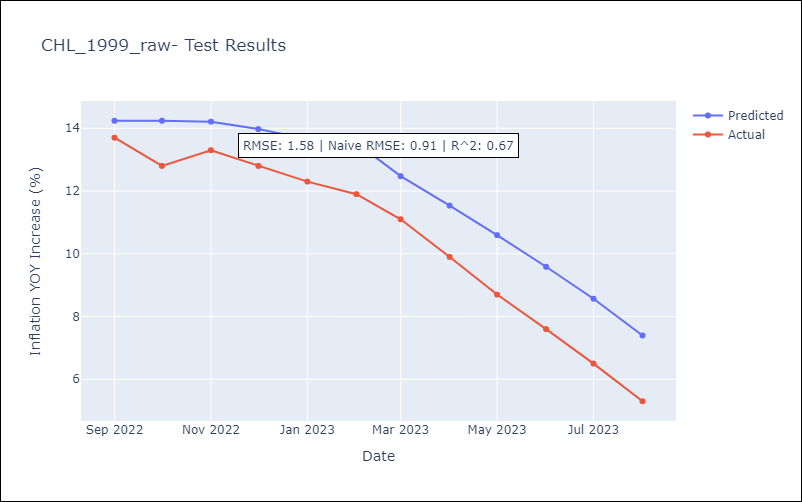 CHL_1999_raw- Test Results
Predicted
Actual
RMSE: 1.58 | Naive RMSE: 0.91 | R^2: 0.67
Inflation YOY Increase (%)
14
12
10
8
6
Sep 2022 Nov 2022 Jan 2023 Mar 2023 May 2023 Jul 2023
Date